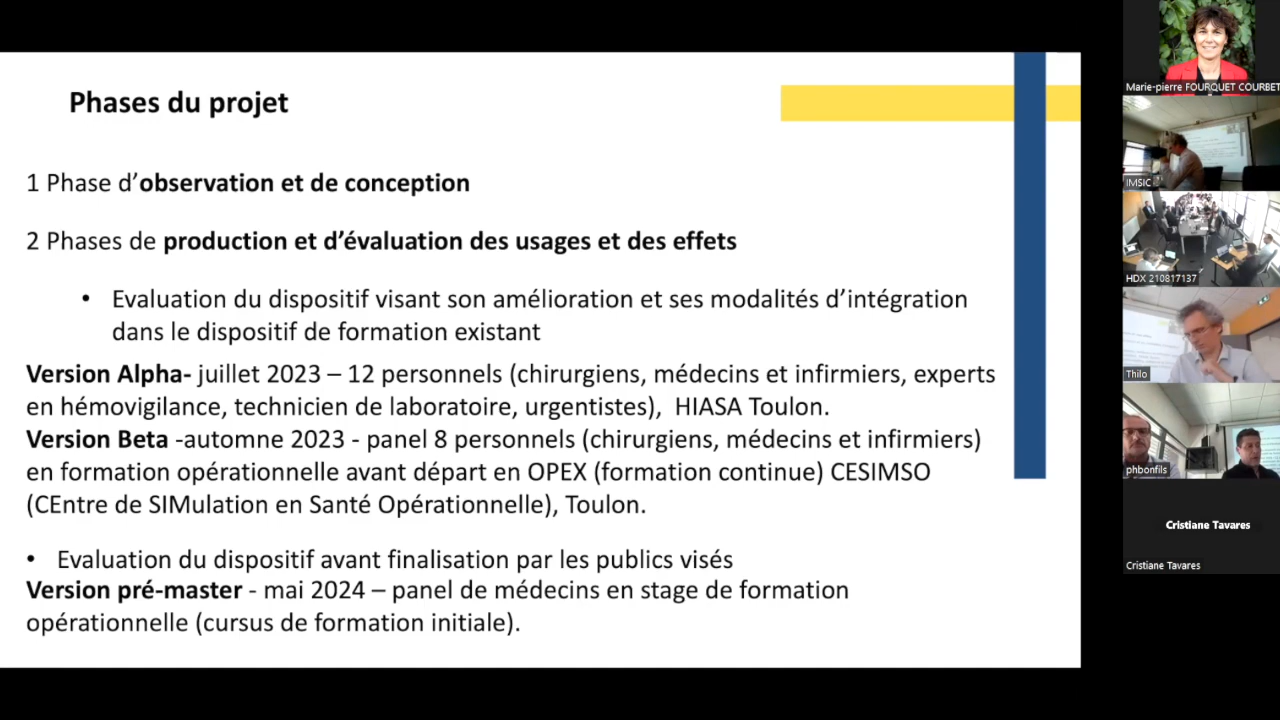 Phases du projet
1 Phase d’observation et de conception
2 Phases de production et d’évaluation des usages et des effets
• Evaluation du dispositif visant son amélioration et ses modalités d’intégration
dans le dispositif de formation existant
Version Alpha- juillet 2023 – 12 personnels (chirurgiens, médecins et infirmiers, experts
en hémovigilance, technicien de laboratoire, urgentistes), HIASA Toulon.
Version Beta -automne 2023 - panel 8 personnels (chirurgiens, médecins et infirmiers)
en formation opérationnelle avant départ en OPEX (formation continue) CESIMSO
(CEntre de SIMulation en Santé Opérationnelle), Toulon.
• Evaluation du dispositif avant finalisation par les publics visés
Version pré-master - mai 2024 – panel de médecins en stage de formation
opérationnelle (cursus de formation initiale).
Marie-pierre FOURQUET COURBET
IMSIC
HDX 210817137
Thilo
phbonfils
Cristiane Tavares
Cristiane Tavares